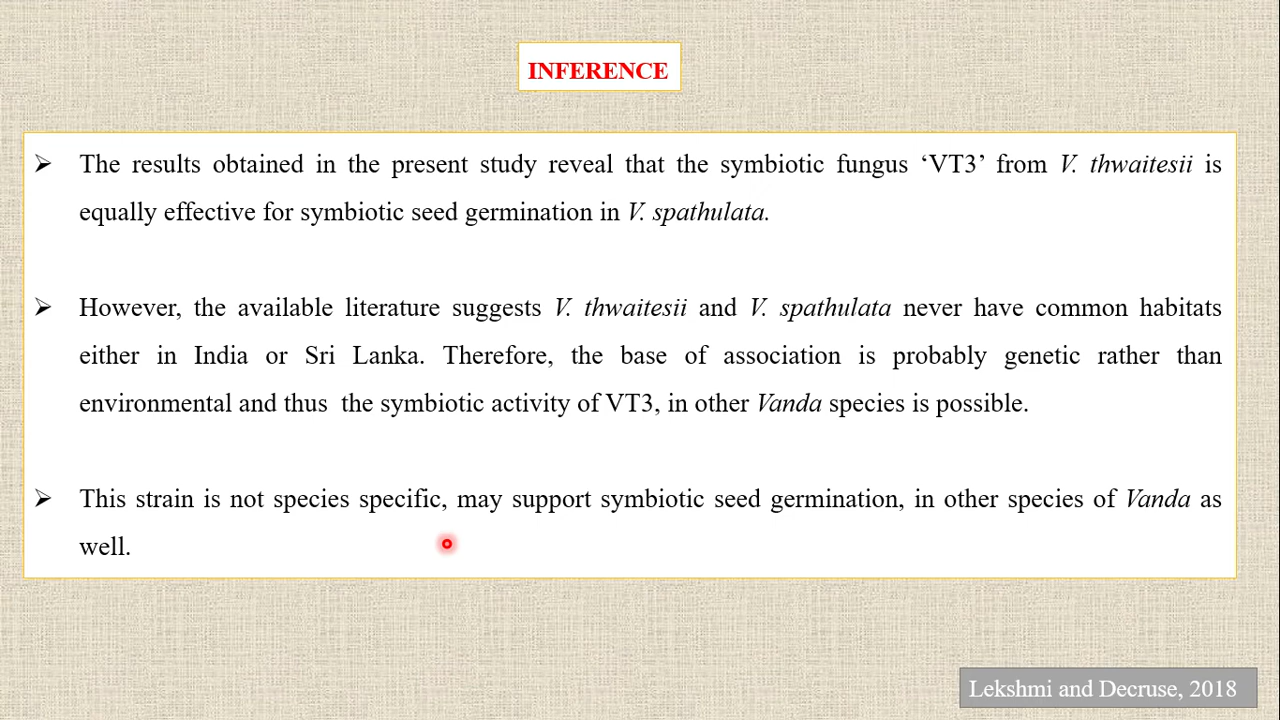 INFERENCE
➢ The results obtained in the present study reveal that the symbiotic fungus ‘VT3’ from V. thwaitesii is
equally effective for symbiotic seed germination in V. spathulata.
➢ However, the available literature suggests V. thwaitesii and V. spathulata never have common habitats
either in India or Sri Lanka. Therefore, the base of association is probably genetic rather than
environmental and thus the symbiotic activity of VT3, in other Vanda species is possible.
➢ This strain is not species specific, may support symbiotic seed germination, in other species of Vanda as
well.
Lekshmi and Decruse, 2018